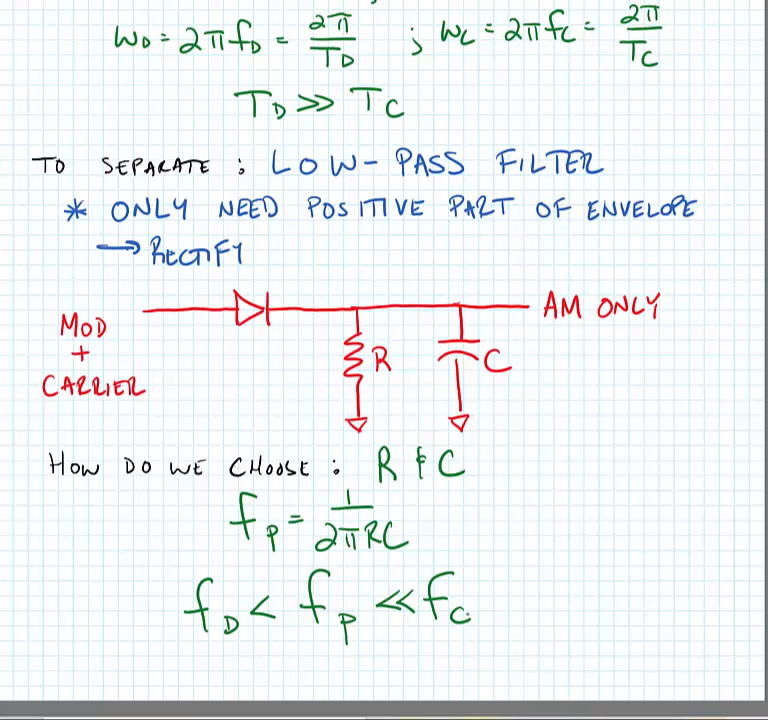 ω_D = 2πf_D = 2π/T_D ; ω_C = 2πf_C = 2π/T_C
T_D >> T_C
TO SEPARATE : LOW-PASS FILTER
* ONLY NEED POSITIVE PART OF ENVELOPE
→ RECTIFY
AM ONLY
MOD
+
CARRIER
R
C
HOW DO WE CHOOSE : R & C
f_P = 1/2πRC
f_D < f_P << f_C